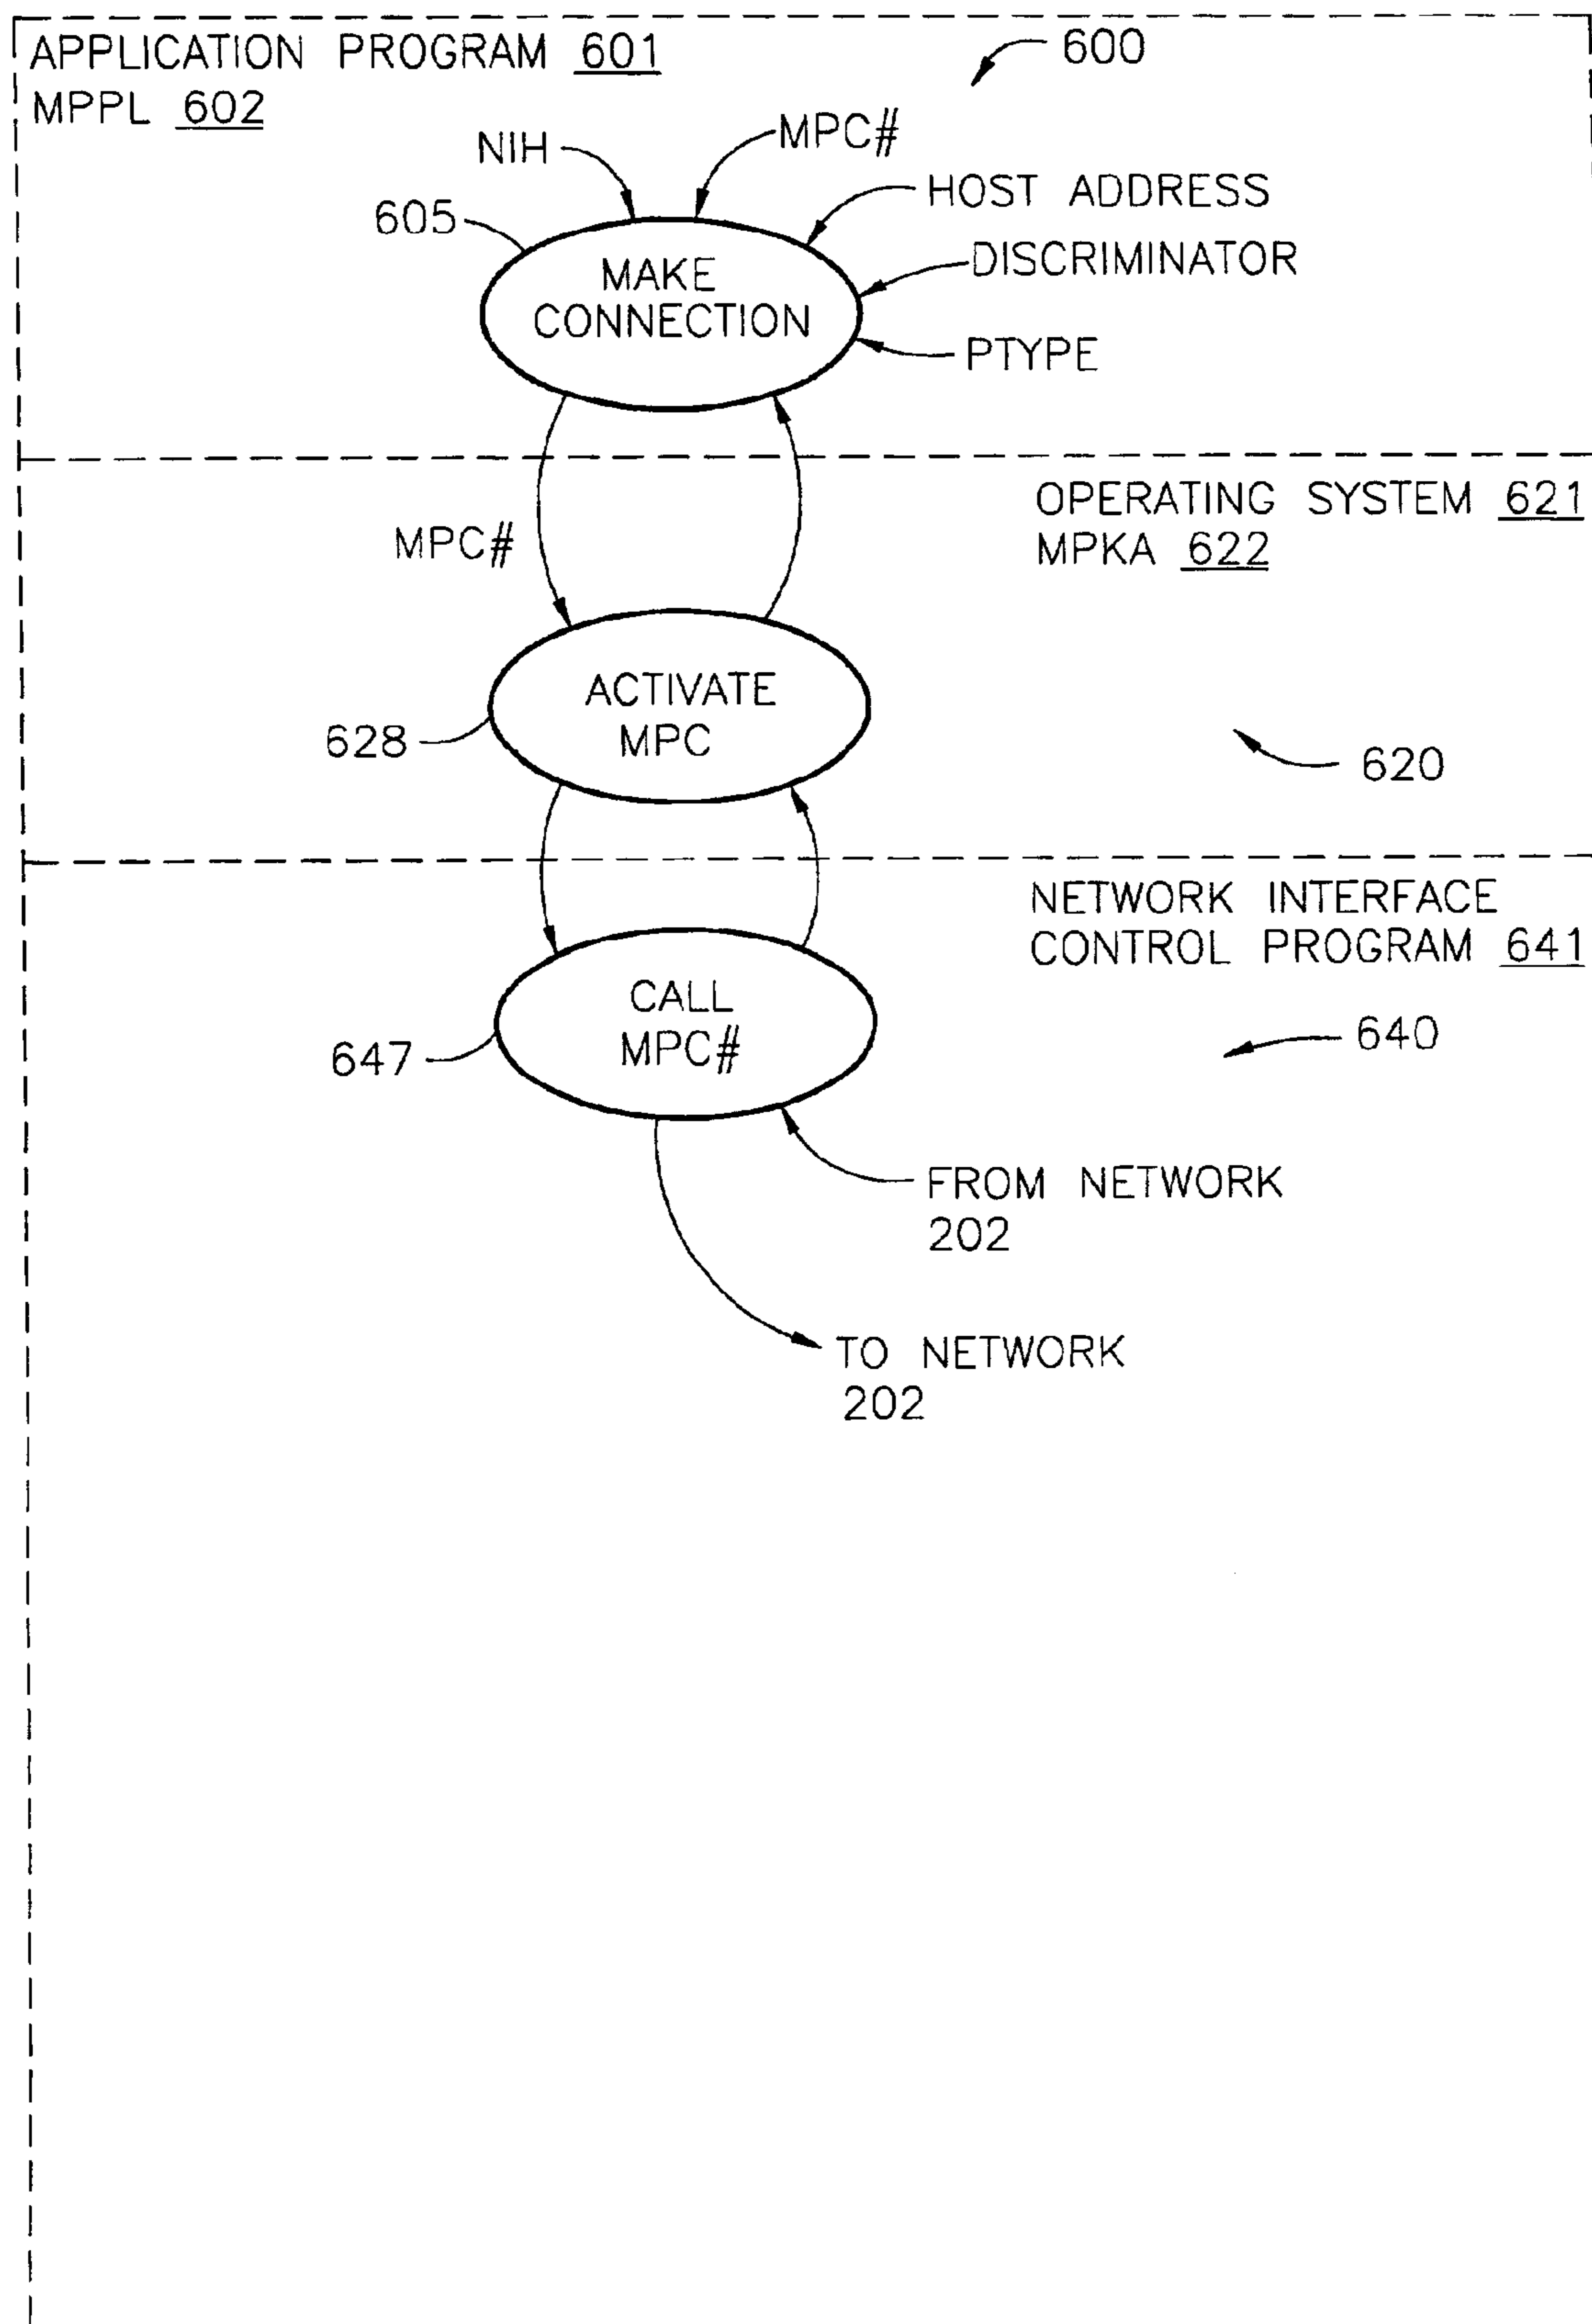 APPLICATION PROGRAM 601
MPPL 602
600
NIH
MPC#
HOST ADDRESS
605
DISCRIMINATOR
MAKE
CONNECTION
PTYPE
OPERATING SYSTEM 621
MPKA 622
MPC#
ACTIVATE
MPC
628
620
NETWORK INTERFACE
CONTROL PROGRAM 641
CALL
MPC#
647
640
FROM NETWORK
202
TO NETWORK
202